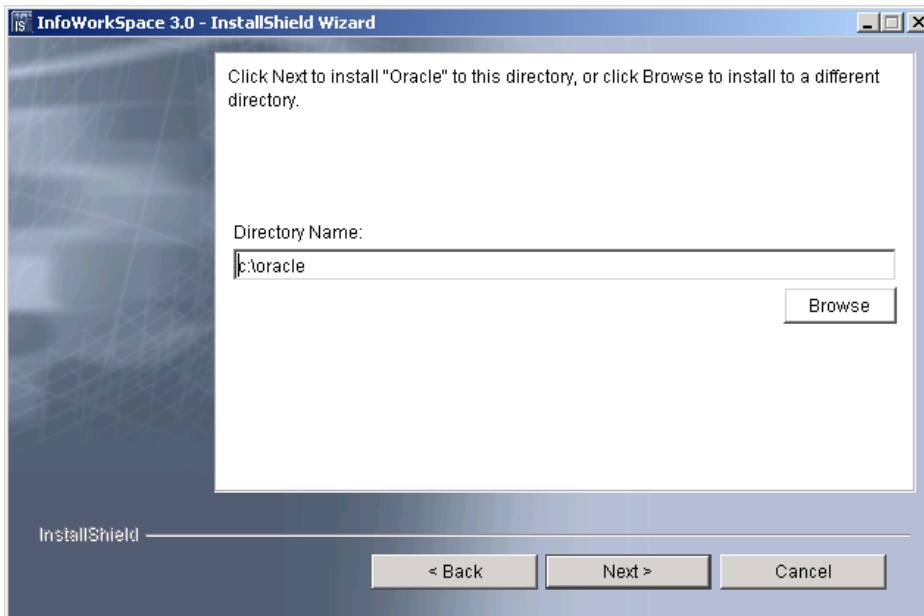 InfoWorkSpace 3.0 - InstallShield Wizard
Click Next to install "Oracle" to this directory, or click Browse to install to a different
directory.
Directory Name:
c:\oracle
Browse
InstallShield
< Back Next > Cancel